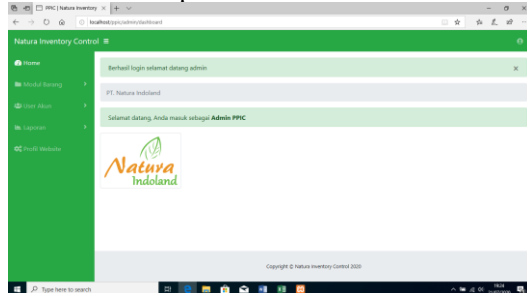 PPIC | Natura Inventory
localhost/ppic/admin/dashboard
Natura Inventory Control
Home
Berhasil login selamat datang admin
Modul Barang
PT. Natura Indoland
User Akun
Selamat datang, Anda masuk sebagai Admin PPIC
Laporan
Profil Website
Natura
Indoland
Copyright © Natura Inventory Control 2020
Type here to search